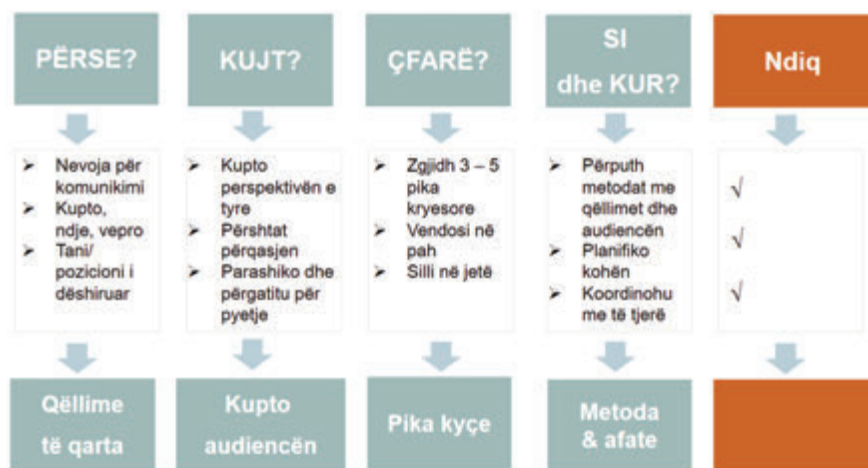 PËRSE?
➢ Nevoja për
komunikimi
➢ Kupto,
ndje, vepro
➢ Tani/
pozicioni i
dëshiruar
Qëllime
të qarta
KUJT?
➢ Kupto
perspektivën e
tyre
➢ Përshtat
përqasjen
➢ Parashiko dhe
përgatitu për
pyetje
Kupto
audiencën
ÇFARË?
➢ Zgjidh 3 – 5
pika
kryesore
➢ Vendosi në
pah
➢ Silli në jetë
Pika kyçe
SI
dhe KUR?
➢ Përputh
metodat me
qëllimet dhe
audiencën
➢ Planifiko
kohën
➢ Koordinohu
me të tjerë
Metoda
& afate
Ndiq
√
√
√